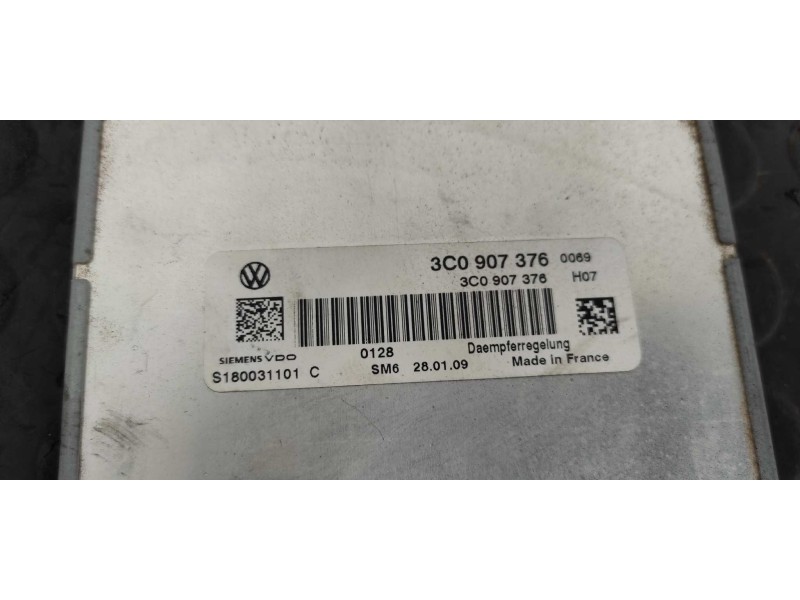 3C0 907 376 0069
3C0 907 376 H07
SIEMENS VDO 0128 Daempferregelung
S180031101 C SM6 28.01.09 Made in France